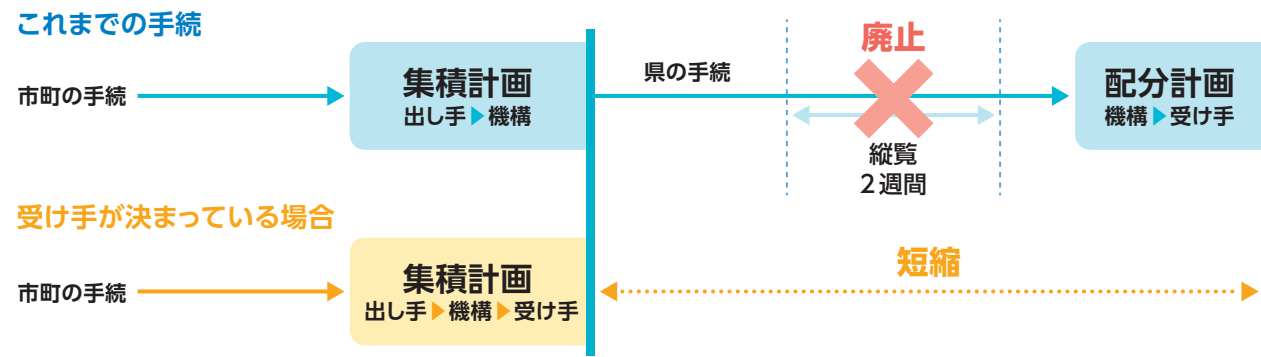 これまでの手続
市町の手続
集積計画
出し手▶機構
県の手続
廃止
縦覧
2週間
配分計画
機構▶受け手
受け手が決まっている場合
市町の手続
集積計画
出し手▶機構▶受け手
短縮